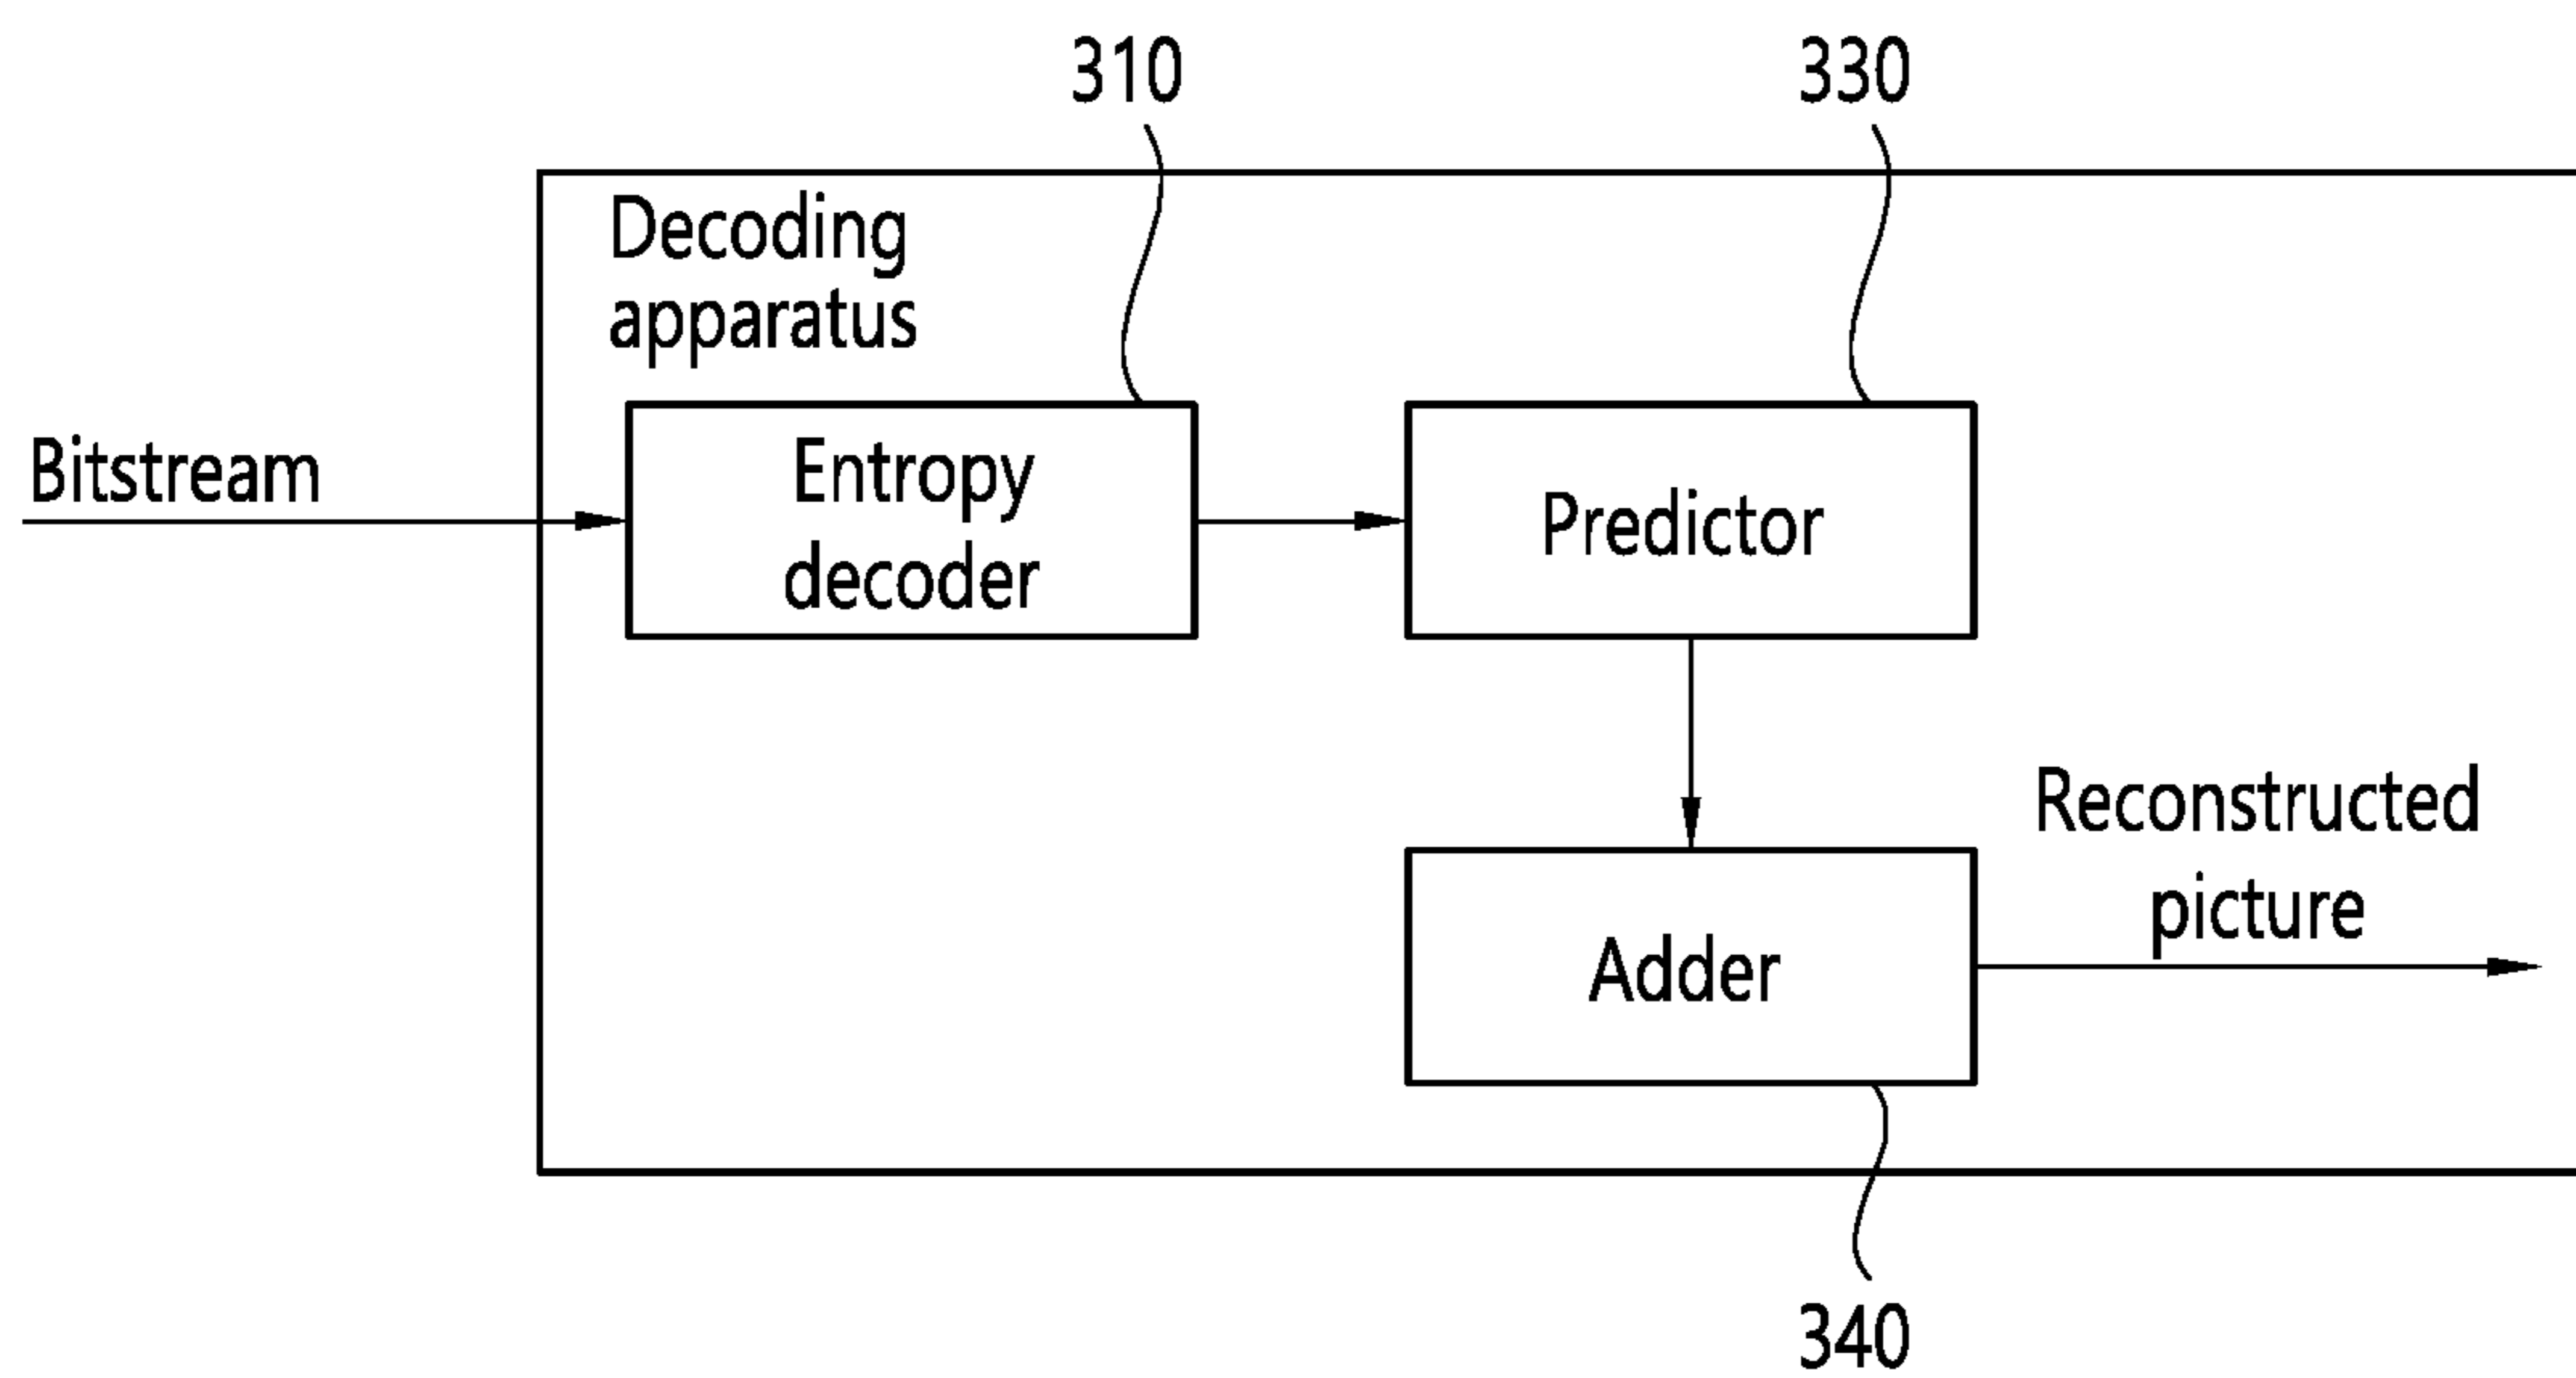 310
330
Decoding
apparatus
Bitstream
Entropy
decoder
Predictor
Reconstructed
picture
Adder
340